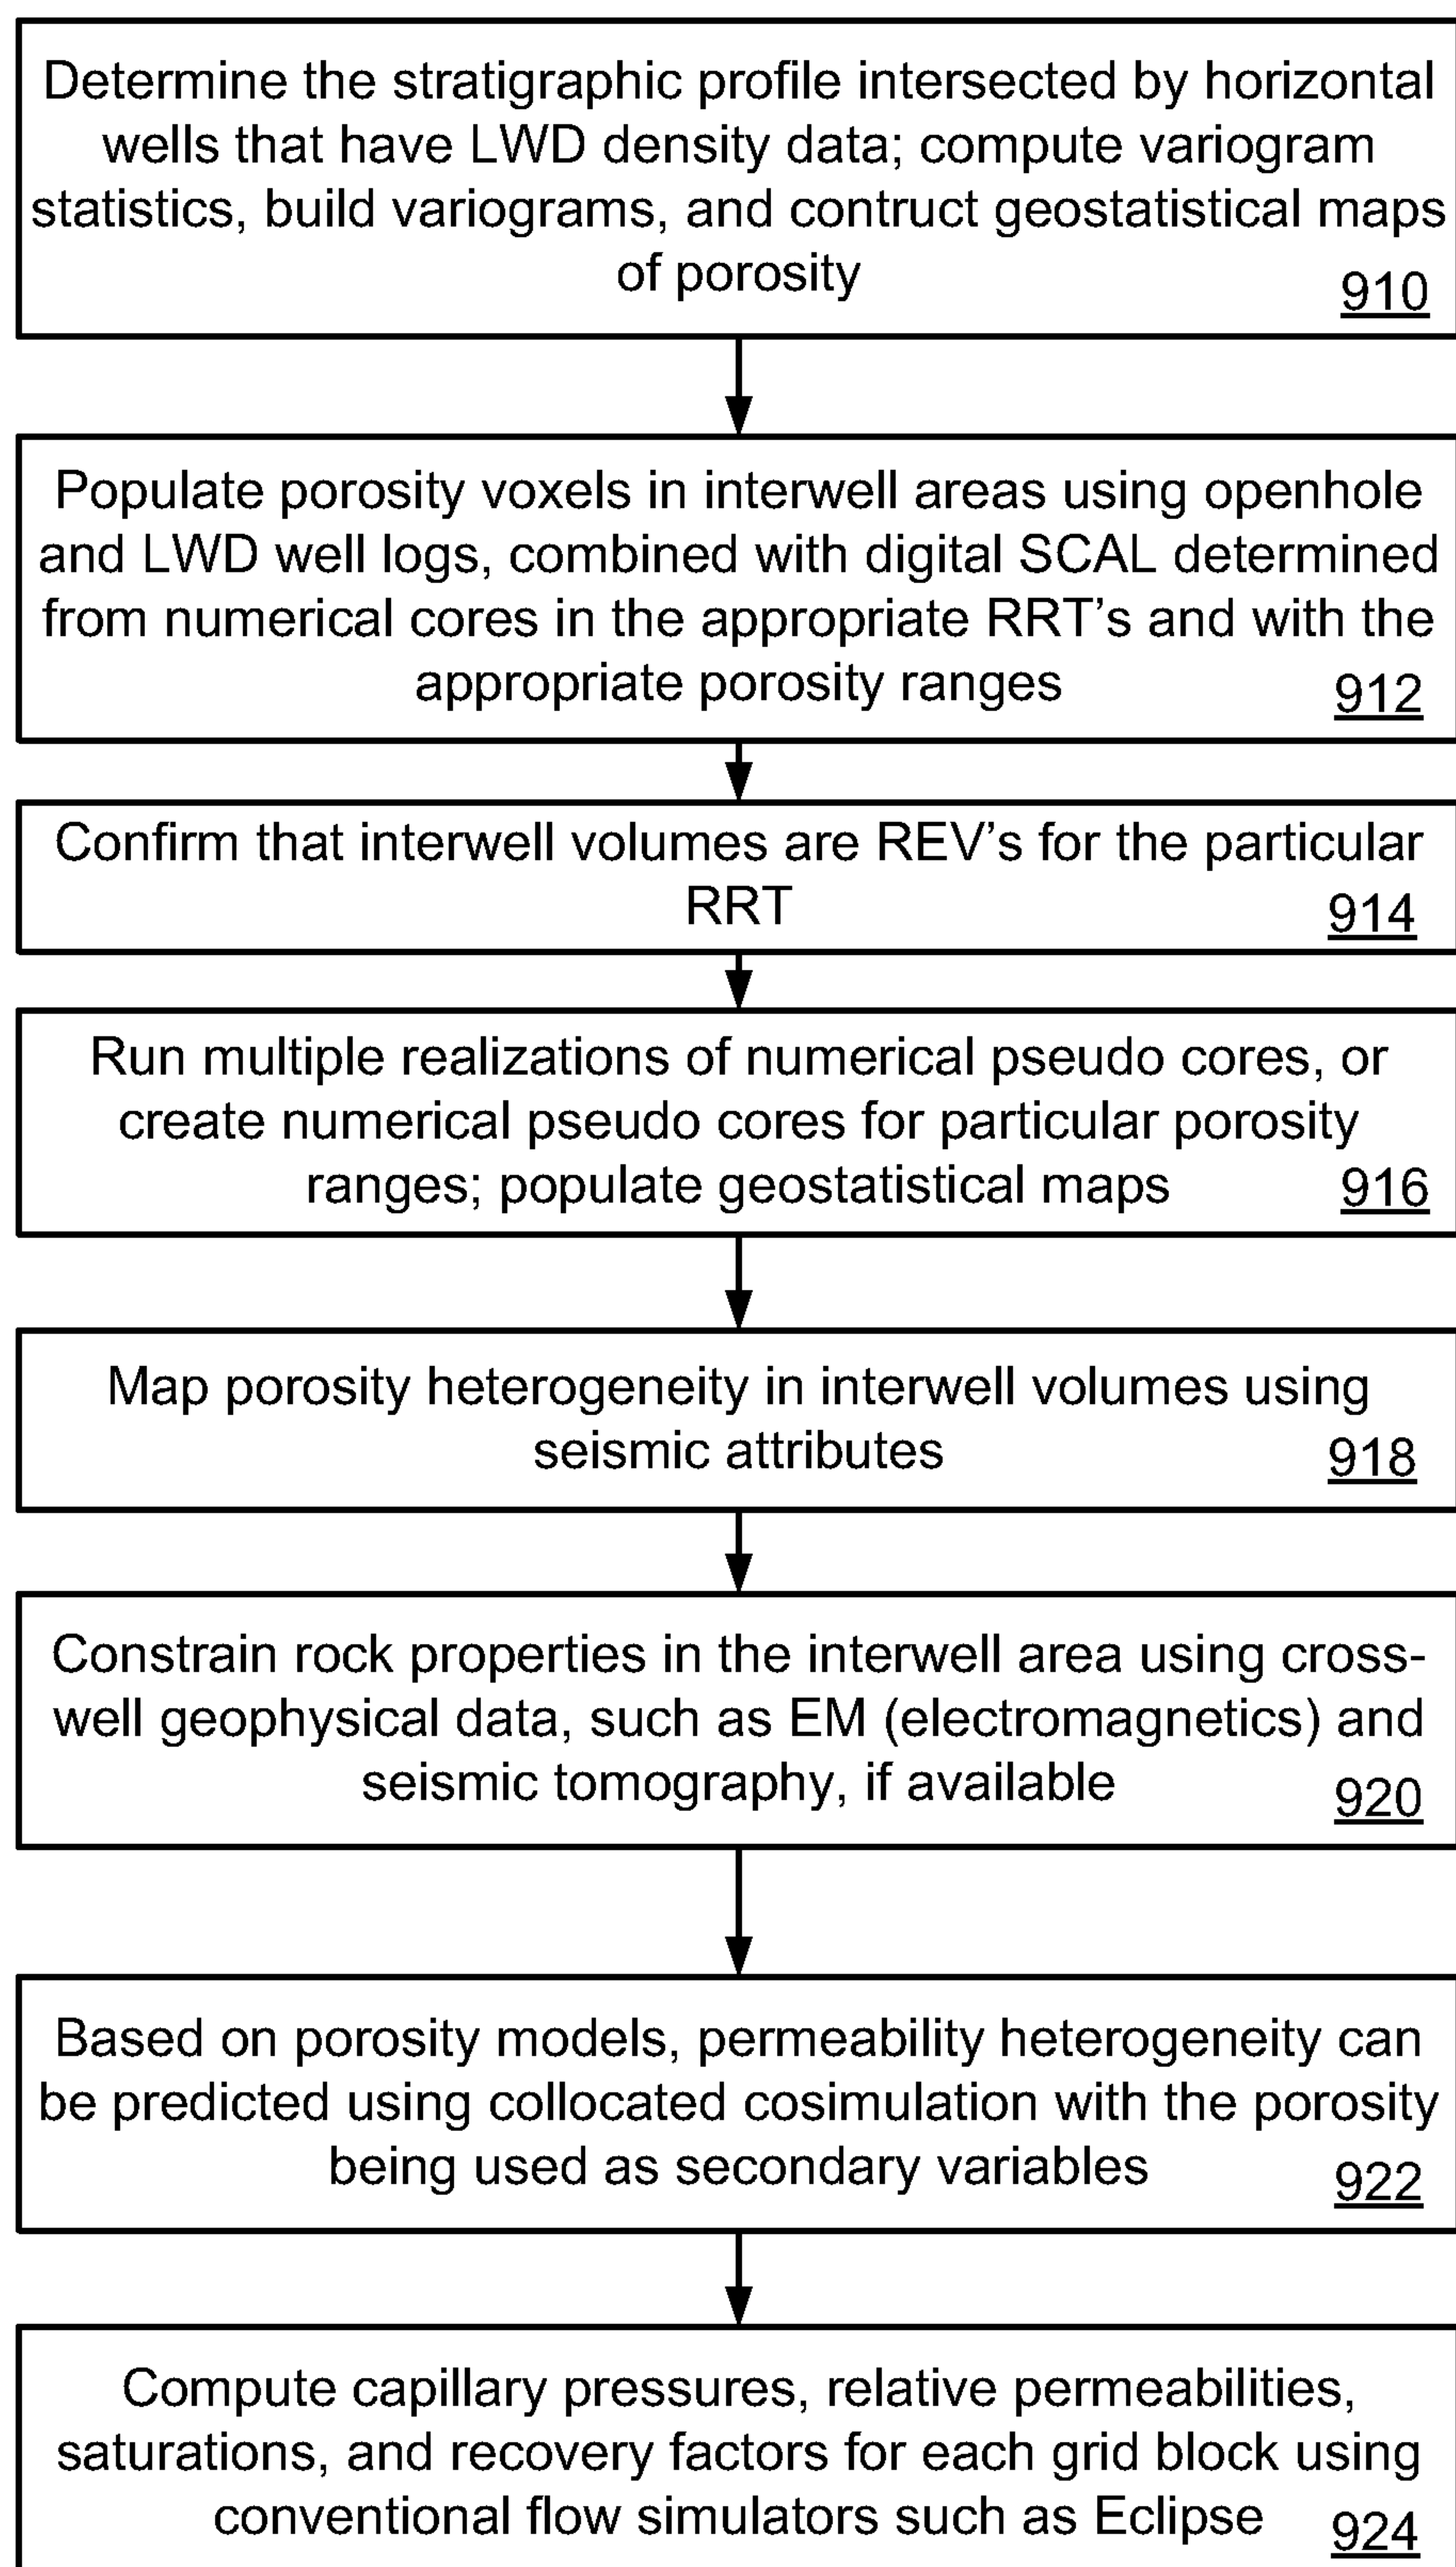 Determine the stratigraphic profile intersected by horizontal
wells that have LWD density data; compute variogram
statistics, build variograms, and contruct geostatistical maps
of porosity
910
Populate porosity voxels in interwell areas using openhole
and LWD well logs, combined with digital SCAL determined
from numerical cores in the appropriate RRT's and with the
appropriate porosity ranges
912
Confirm that interwell volumes are REV's for the particular
RRT
914
Run multiple realizations of numerical pseudo cores, or
create numerical pseudo cores for particular porosity
ranges; populate geostatistical maps
916
Map porosity heterogeneity in interwell volumes using
seismic attributes
918
Constrain rock properties in the interwell area using cross-
well geophysical data, such as EM (electromagnetics) and
seismic tomography, if available
920
Based on porosity models, permeability heterogeneity can
be predicted using collocated cosimulation with the porosity
being used as secondary variables
922
Compute capillary pressures, relative permeabilities,
saturations, and recovery factors for each grid block using
conventional flow simulators such as Eclipse
924